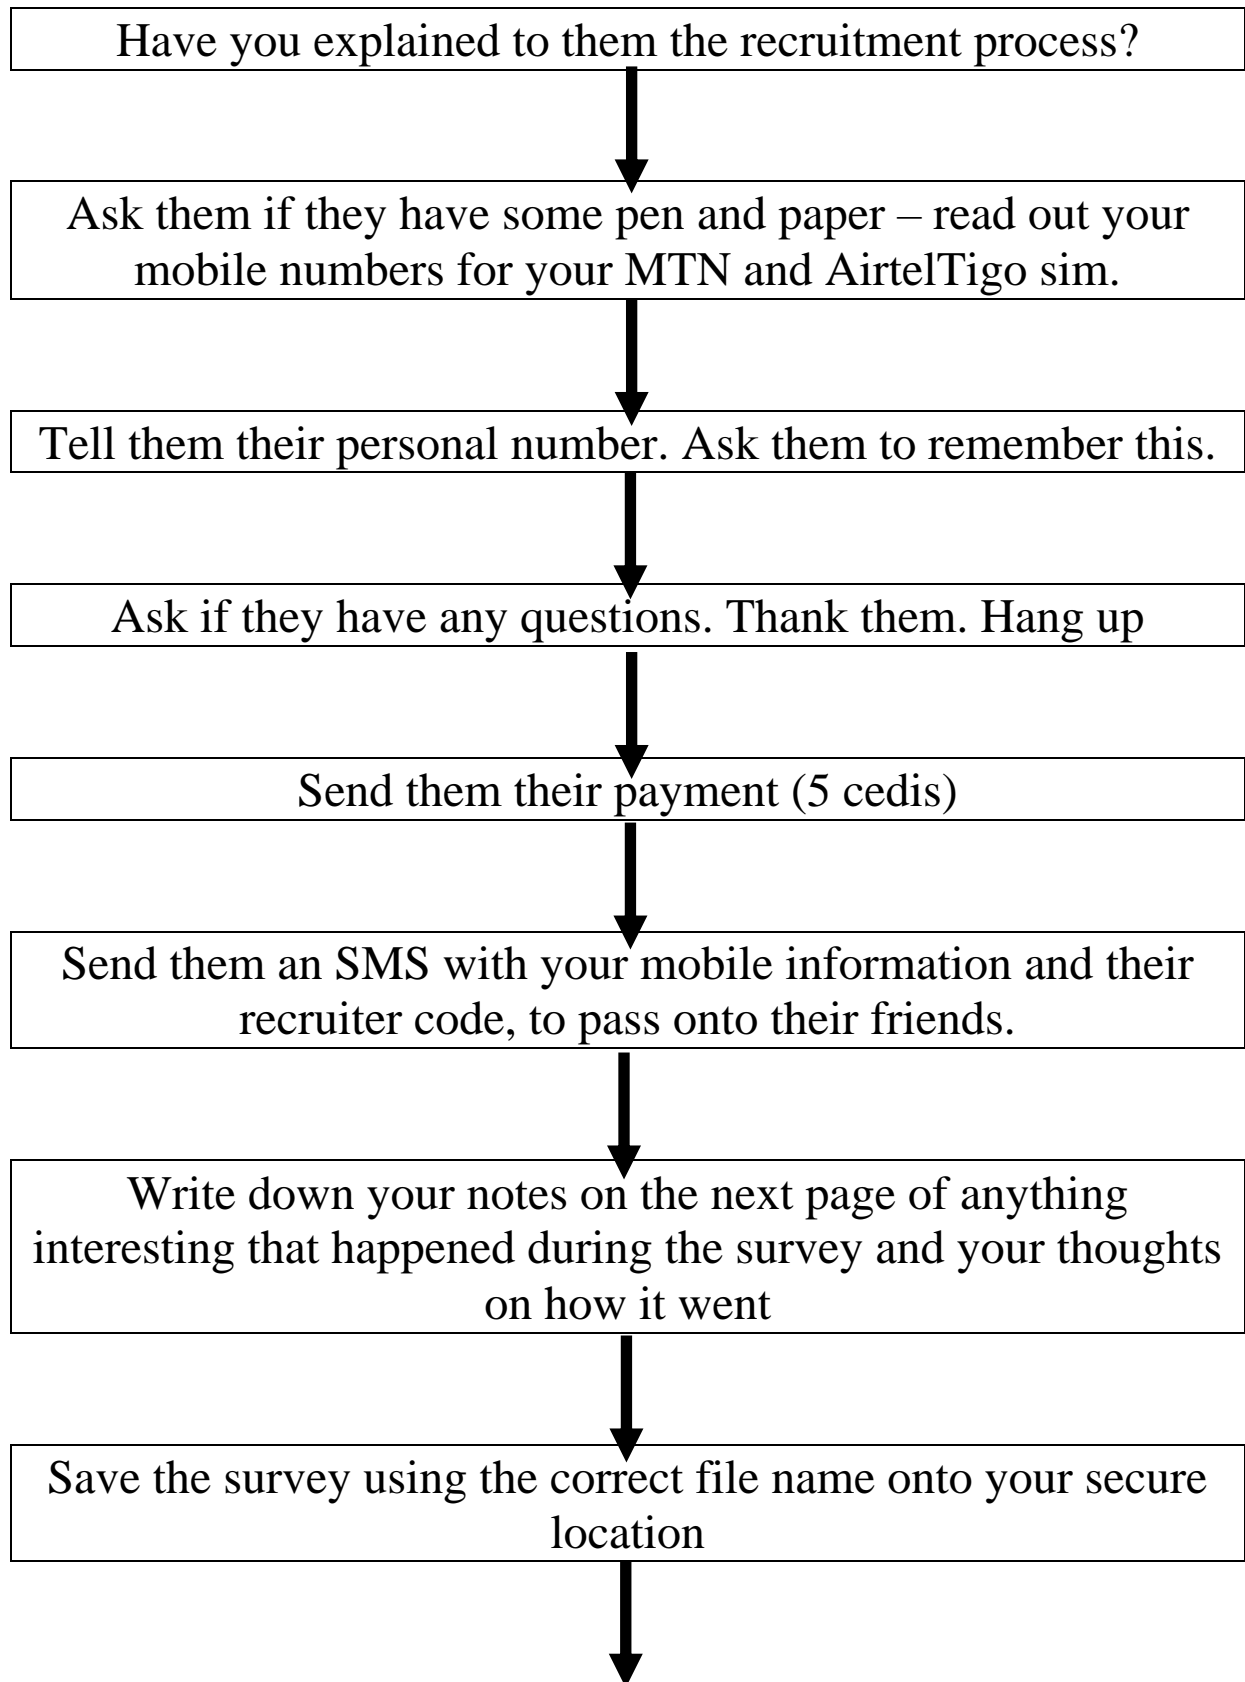 Have you explained to them the recruitment process?
Ask them if they have some pen and paper – read out your
mobile numbers for your MTN and AirtelTigo sim.
Tell them their personal number. Ask them to remember this.
Ask if they have any questions. Thank them. Hang up
Send them their payment (5 cedis)
Send them an SMS with your mobile information and their
recruiter code, to pass onto their friends.
Write down your notes on the next page of anything
interesting that happened during the survey and your thoughts
on how it went
Save the survey using the correct file name onto your secure
location